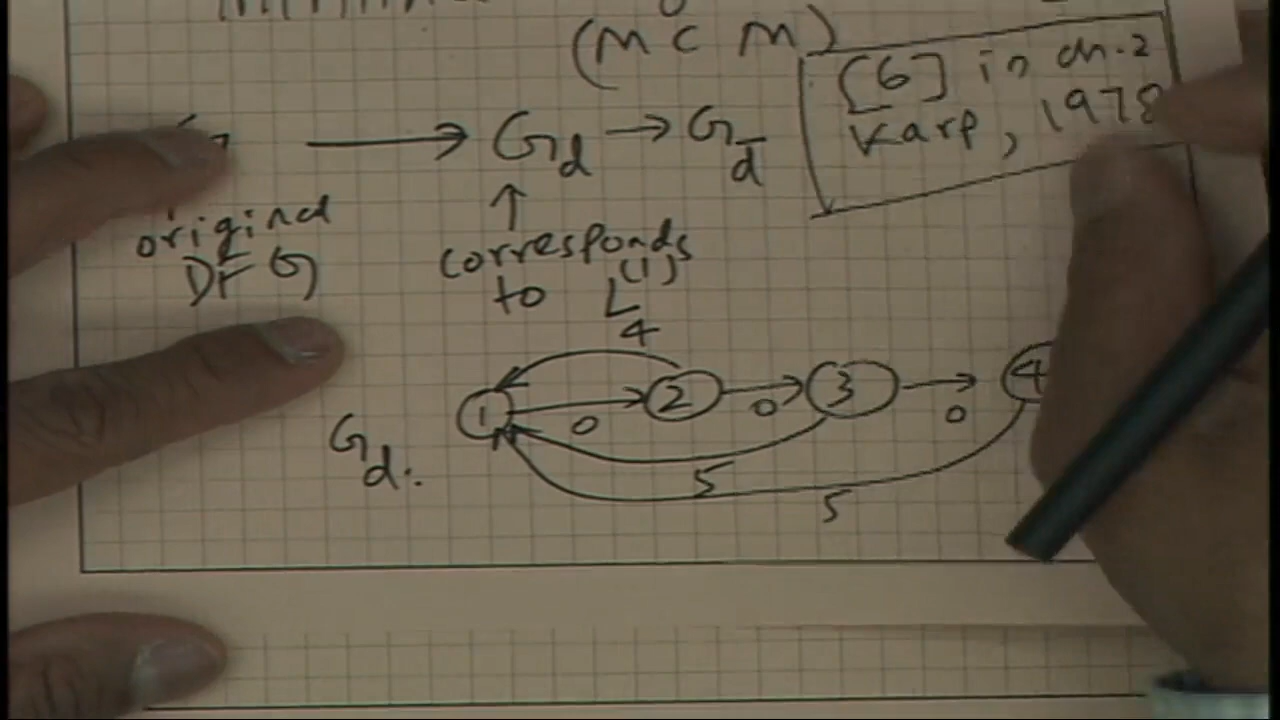 (MCM)
[6] in ch.2
Karp, 1978
G → G_d → G_d̄
original
DFG
corresponds
to L^(1)
4
1 0 2 0 3 0 4
G_d:
5
5